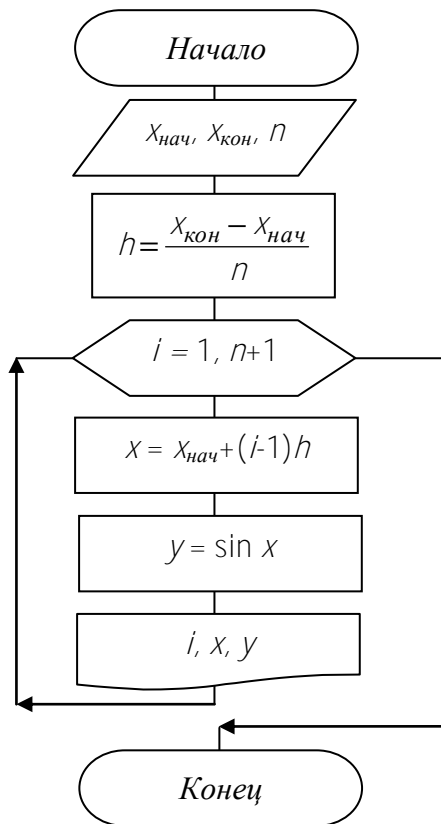 Начало
xнач, xкон, n
h = xкон − xнач
n
i = 1, n+1
x = xнач+(i-1)h
y = sin x
i, x, y
Конец